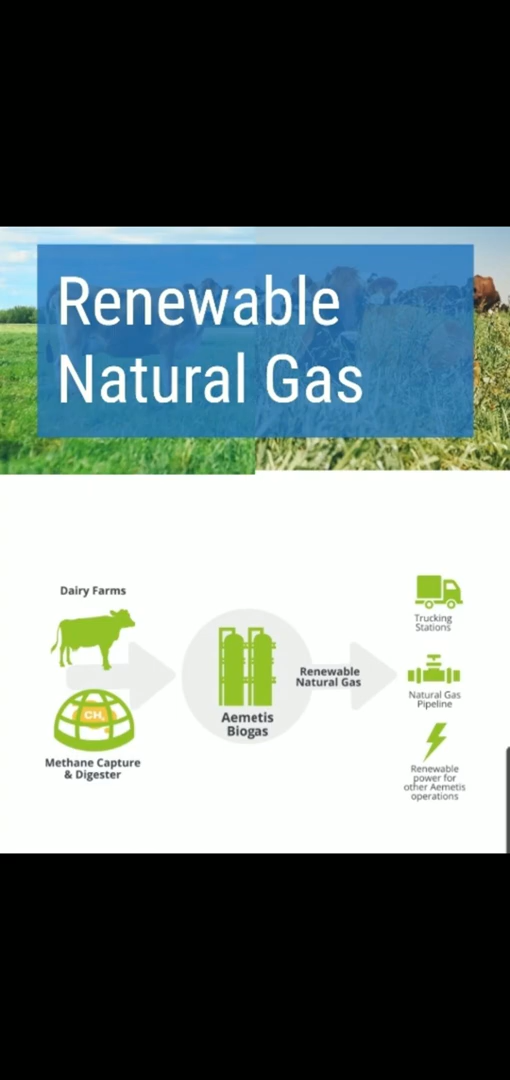 Renewable
Natural Gas
Dairy Farms
CH₄
Methane Capture
& Digester
Aemetis
Biogas
Renewable
Natural Gas
Trucking
Stations
Natural Gas
Pipeline
Renewable
power for
other Aemetis
operations